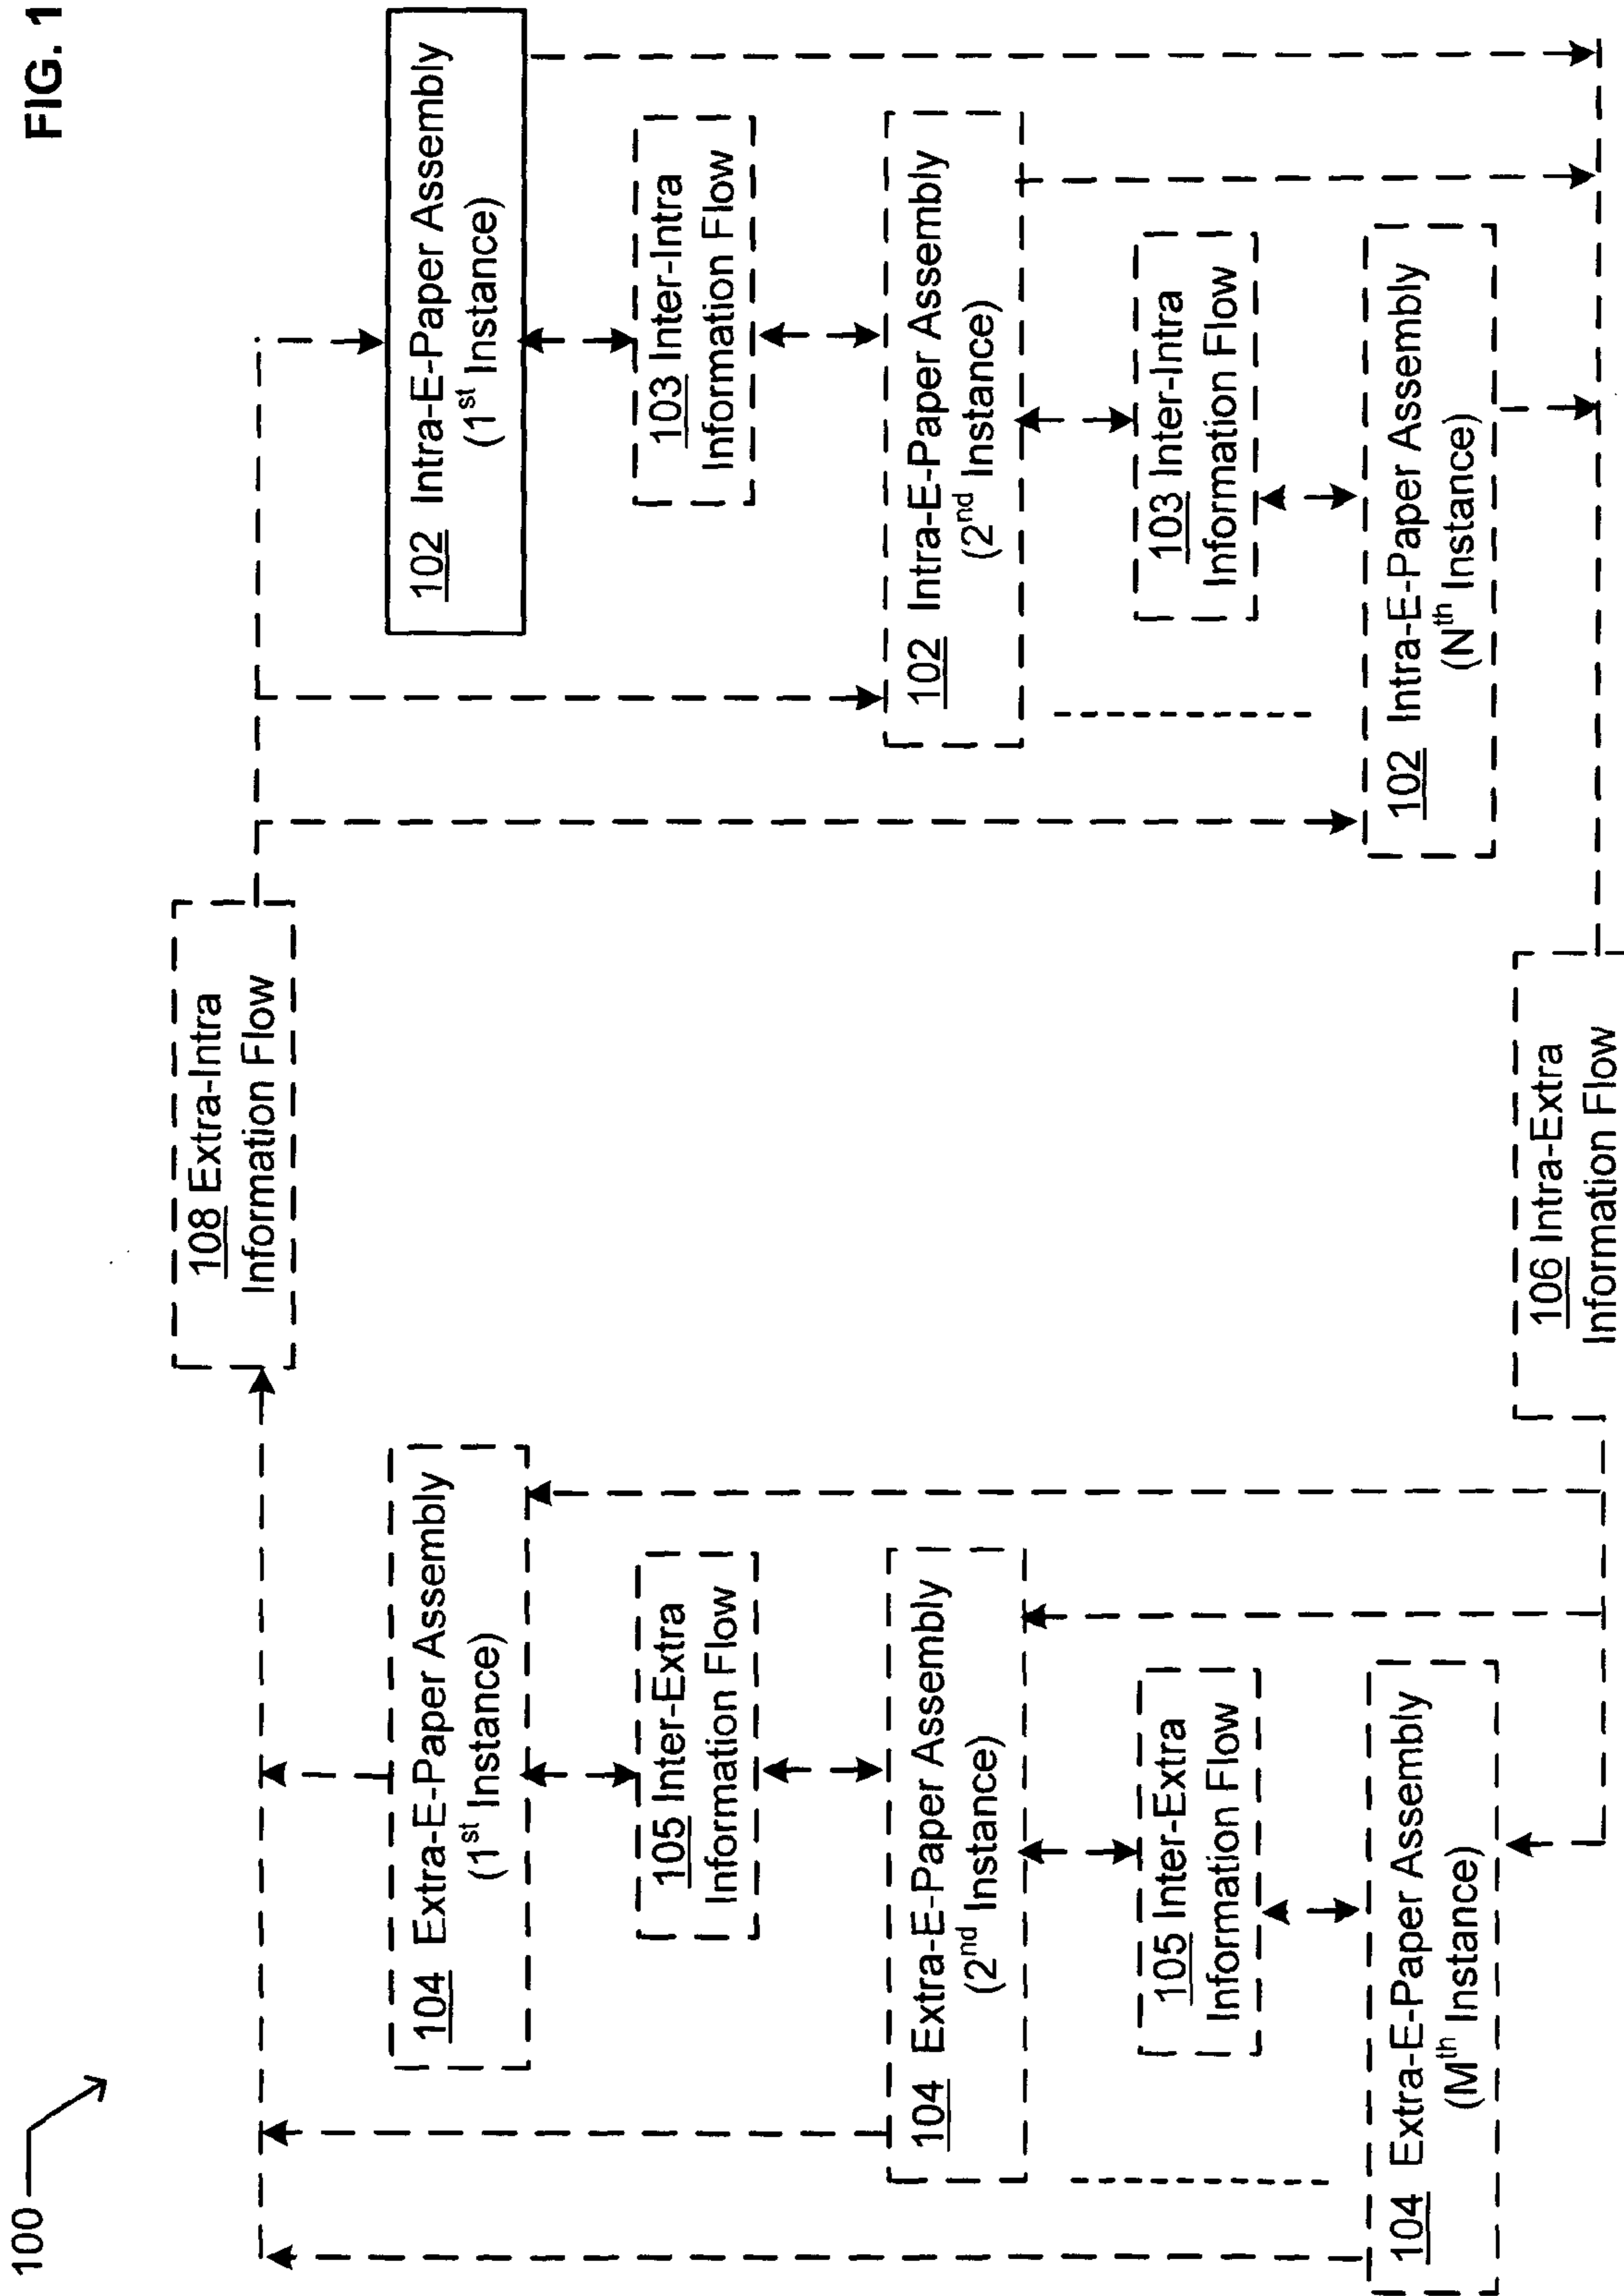 FIG. 1
100
108 Extra-Intra
Information Flow
104 Extra-E-Paper Assembly
(1st Instance)
102 Intra-E-Paper Assembly
(1st Instance)
105 Inter-Extra
Information Flow
103 Inter-Intra
Information Flow
104 Extra-E-Paper Assembly
(2nd Instance)
102 Intra-E-Paper Assembly
(2nd Instance)
105 Inter-Extra
Information Flow
103 Inter-Intra
Information Flow
104 Extra-E-Paper Assembly
(Mth Instance)
102 Intra-E-Paper Assembly
(Nth Instance)
106 Intra-Extra
Information Flow